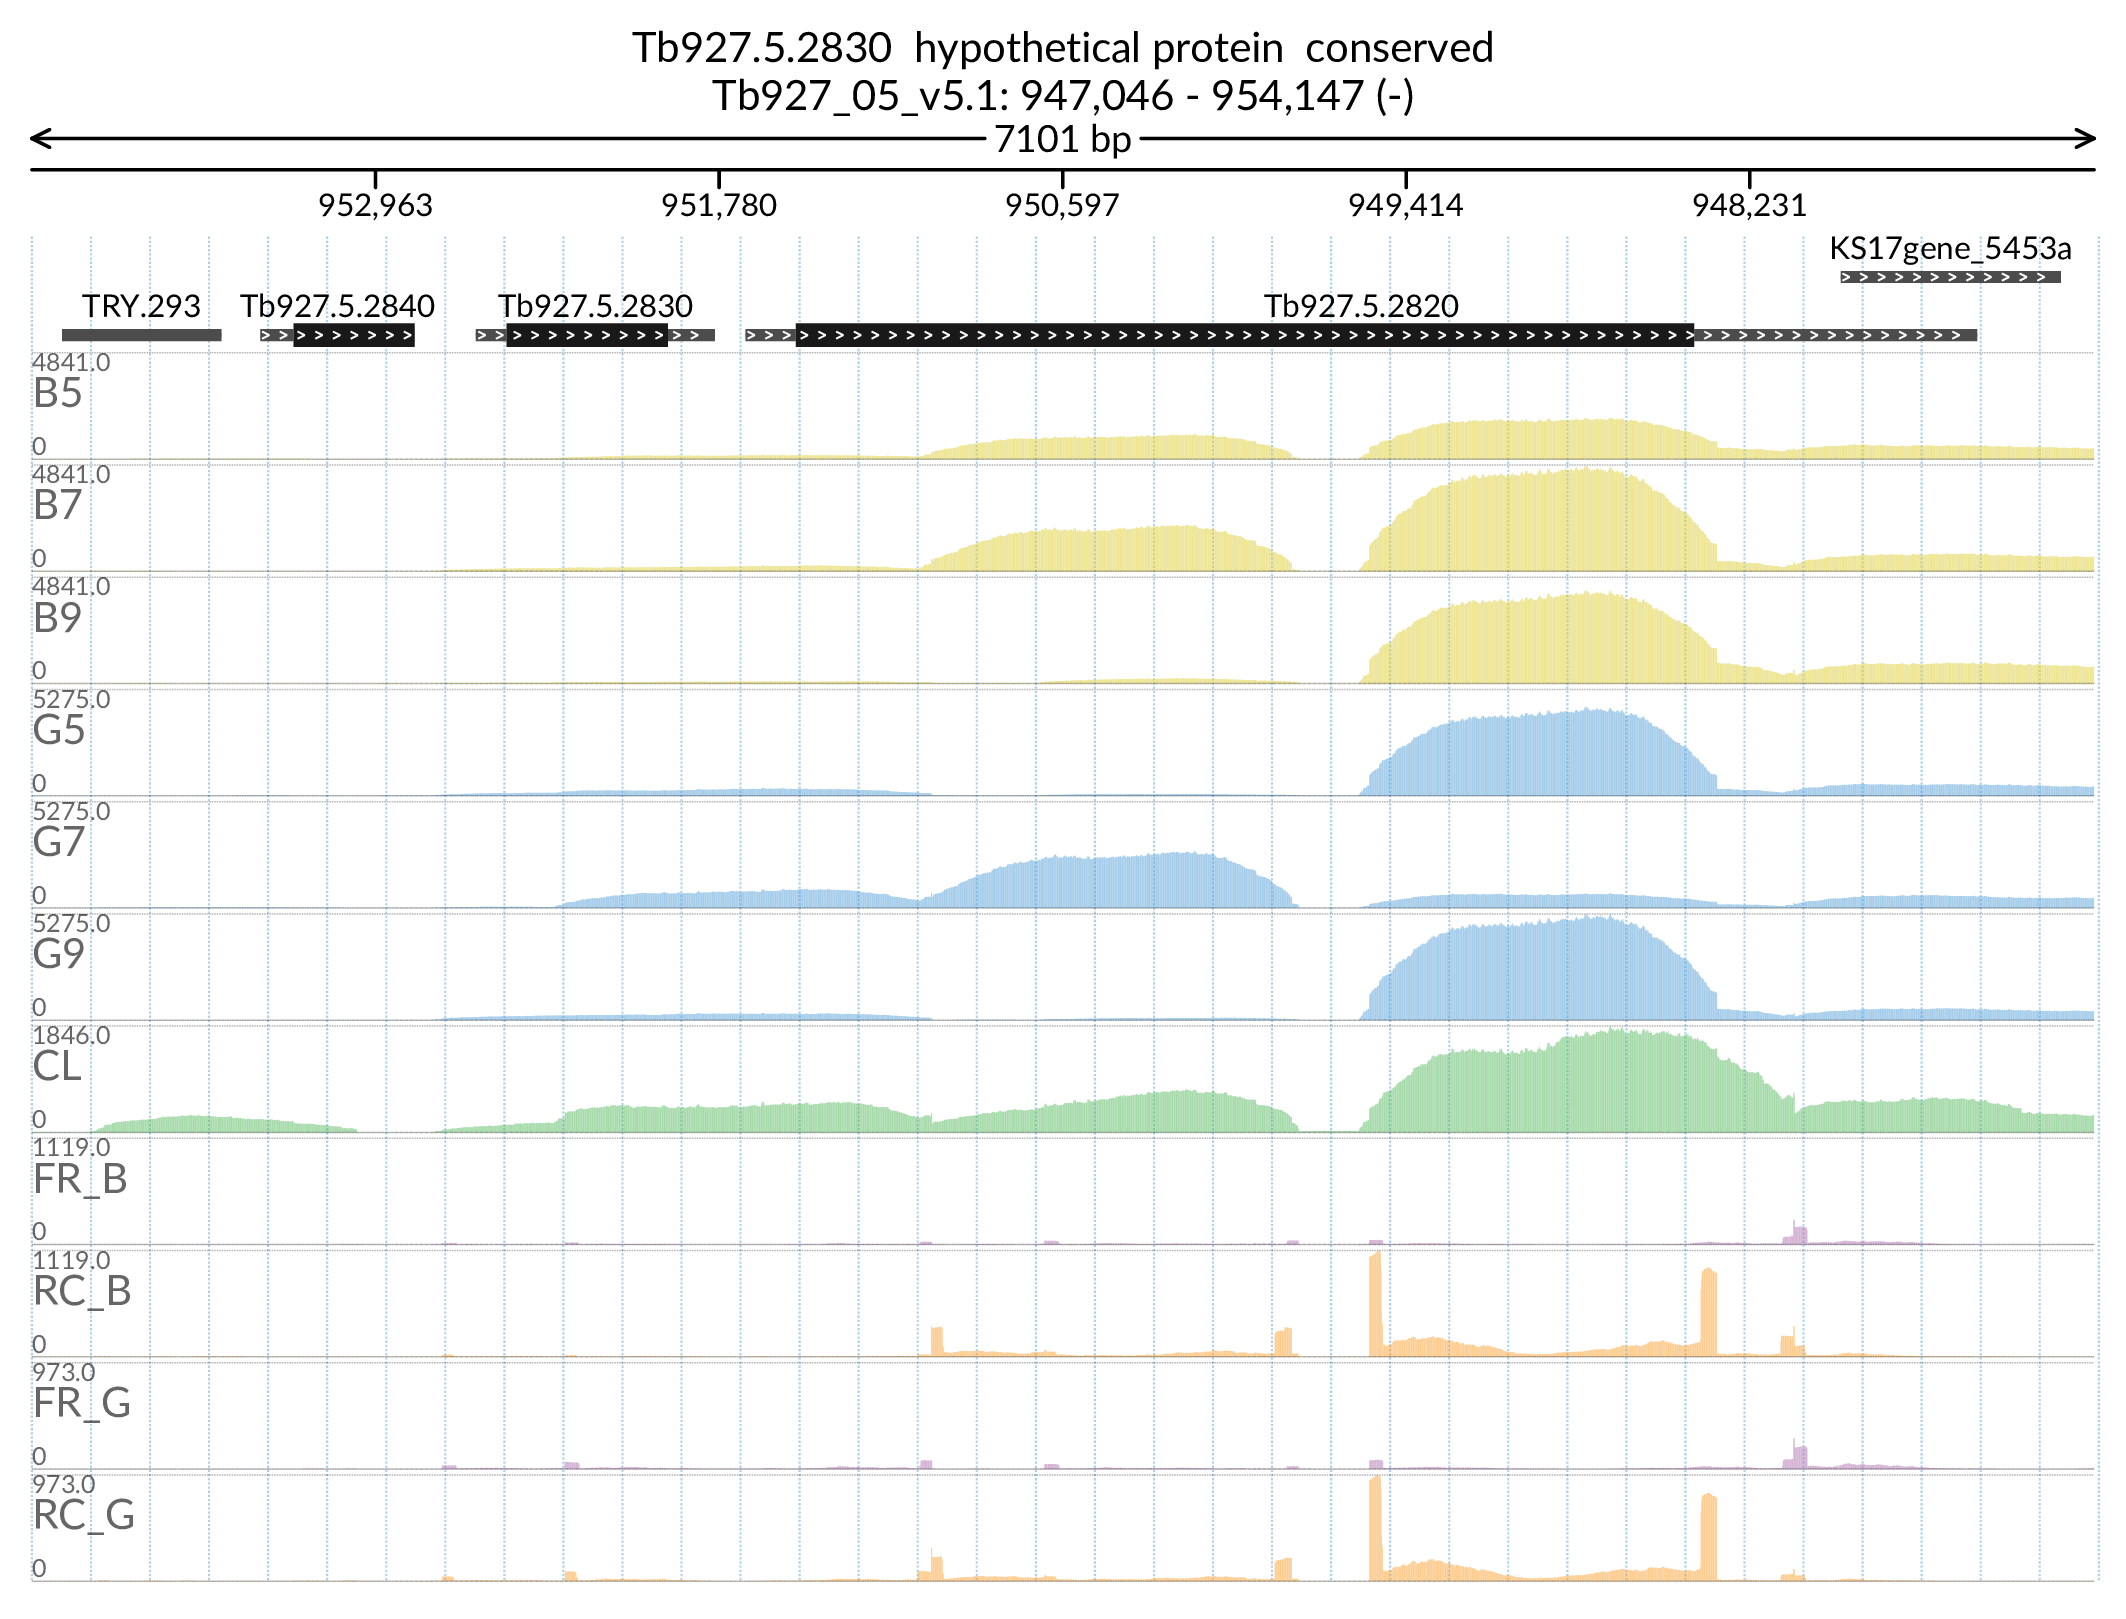 Tb927.5.2830  hypothetical protein  conserved
Tb927_05_v5.1: 947,046 - 954,147 (-)
7101 bp
952,963 951,780 950,597 949,414 948,231
KS17gene_5453a
TRY.293 Tb927.5.2840 Tb927.5.2830 Tb927.5.2820
4841.0
B5
0
4841.0
B7
0
4841.0
B9
0
5275.0
G5
0
5275.0
G7
0
5275.0
G9
0
1846.0
CL
0
1119.0
FR_B
0
1119.0
RC_B
0
973.0
FR_G
0
973.0
RC_G
0